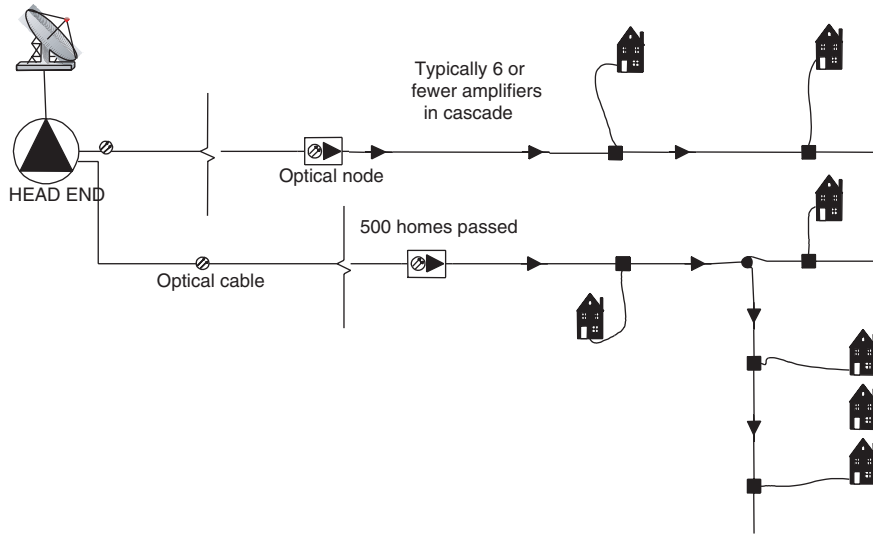 Typically 6 or
fewer amplifiers
in cascade
Optical node
HEAD END
500 homes passed
Optical cable